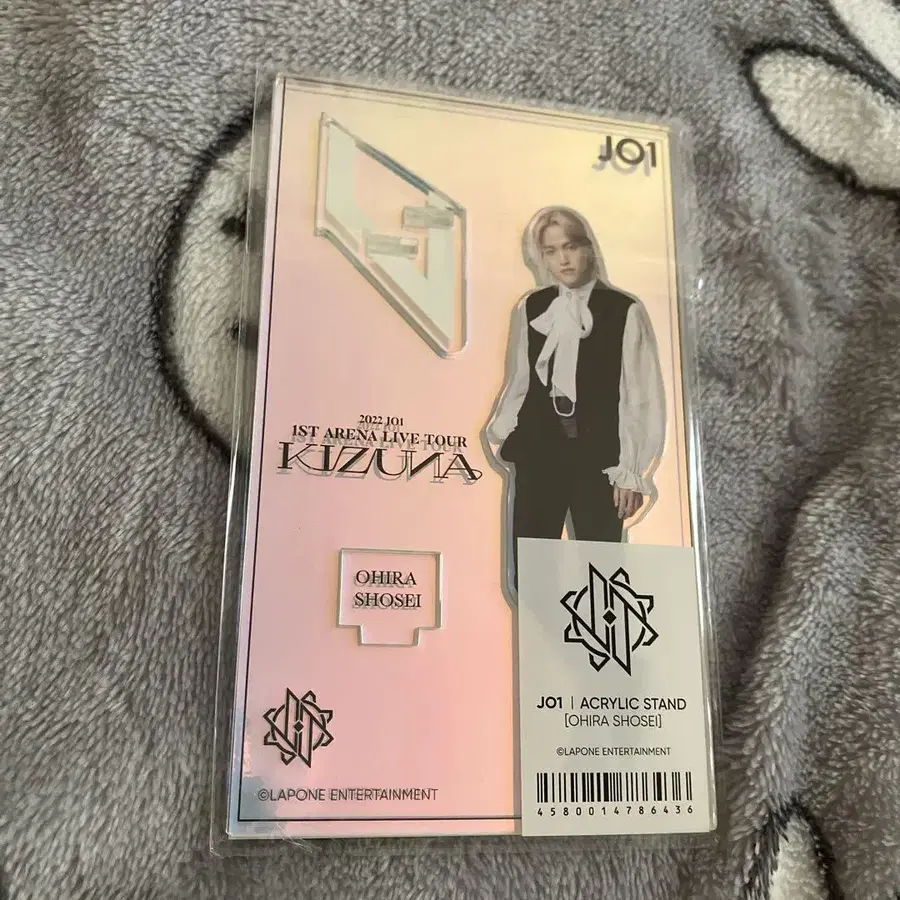 JO1
2022 JO1
1ST ARENA LIVE TOUR
KIZUNA
OHIRA
SHOSEI
©LAPONE ENTERTAINMENT
JO1 | ACRYLIC STAND
[OHIRA SHOSEI]
©LAPONE ENTERTAINMENT
4580014786436